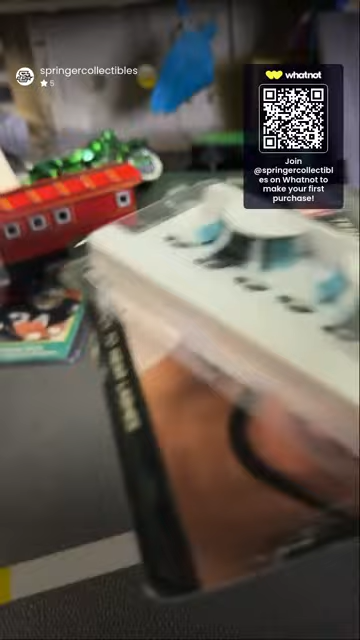 springercollectibles
★ 5
whatnot
Join
@springercollectibl
es on Whatnot to
make your first
purchase!